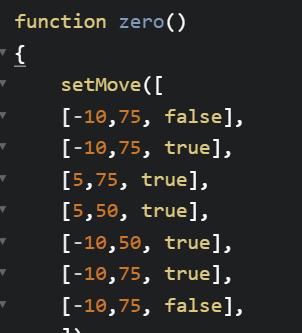 function zero()
{
setMove([
[-10,75, false],
[-10,75, true],
[5,75, true],
[5,50, true],
[-10,50, true],
[-10,75, true],
[-10,75, false],
])